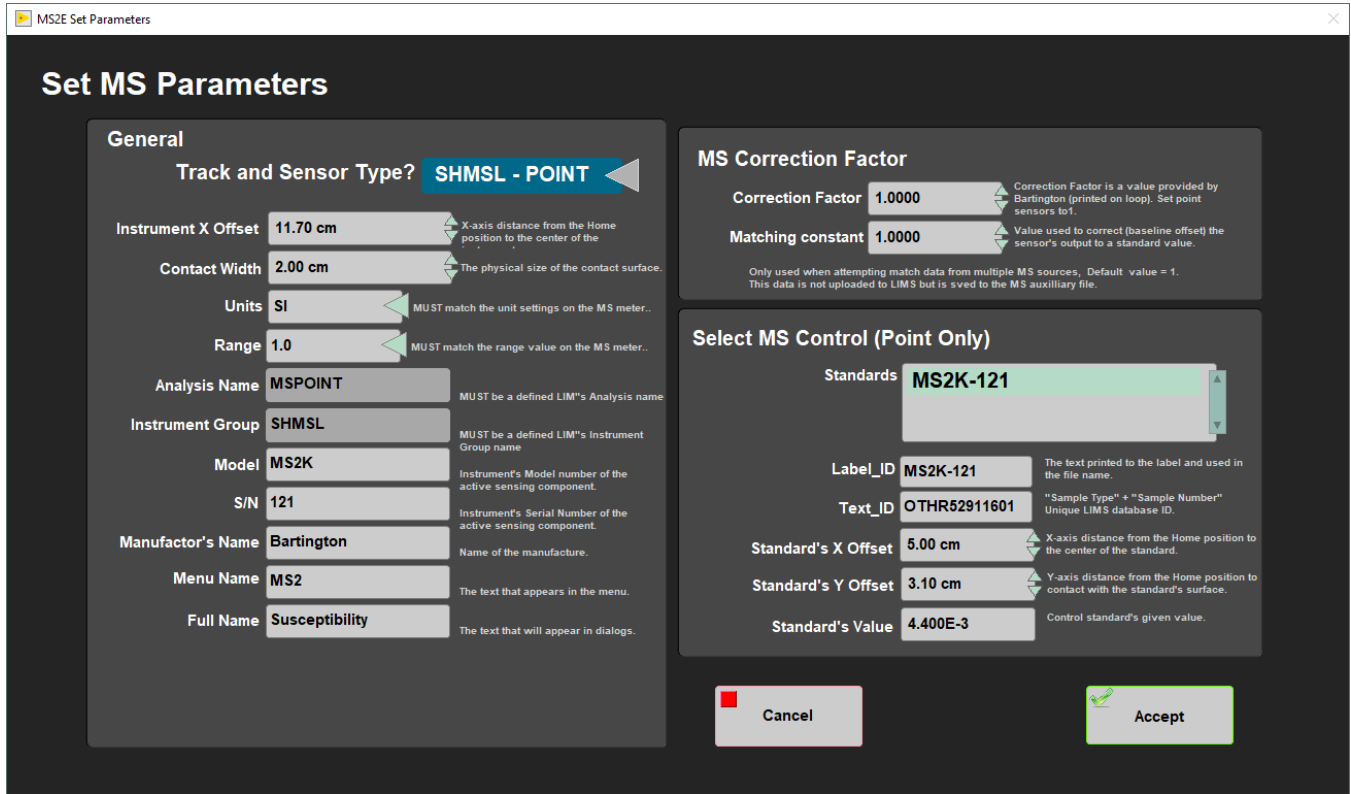 MS2E Set Parameters
Set MS Parameters
General
Track and Sensor Type?
SHMSL - POINT
Instrument X Offset
11.70 cm
X-axis distance from the Home
position to the center of the
Contact Width
2.00 cm
The physical size of the contact surface.
Units
SI
MUST match the unit settings on the MS meter..
Range
1.0
MUST match the range value on the MS meter..
Analysis Name
MSPOINT
MUST be a defined LIM"s Analysis name
Instrument Group
SHMSL
MUST be a defined LIM"s Instrument
Group name
Model
MS2K
Instrument's Model number of the
active sensing component.
S/N
121
Instrument's Serial Number of the
active sensing component.
Manufactor's Name
Bartington
Name of the manufacture.
Menu Name
MS2
The text that appears in the menu.
Full Name
Susceptibility
The text that will appear in dialogs.
MS Correction Factor
Correction Factor
1.0000
Correction Factor is a value provided by
Bartington (printed on loop). Set point
sensors to1.
Matching constant
1.0000
Value used to correct (baseline offset) the
sensor's output to a standard value.
Only used when attempting match data from multiple MS sources, Default value = 1.
This data is not uploaded to LIMS but is sved to the MS auxilliary file.
Select MS Control (Point Only)
Standards
MS2K-121
Label_ID
MS2K-121
The text printed to the label and used in
the file name.
Text_ID
OTHR52911601
"Sample Type" + "Sample Number"
Unique LIMS database ID.
Standard's X Offset
5.00 cm
X-axis distance from the Home position to
the center of the standard.
Standard's Y Offset
3.10 cm
Y-axis distance from the Home position to
contact with the standard's surface.
Standard's Value
4.400E-3
Control standard's given value.
Cancel
Accept